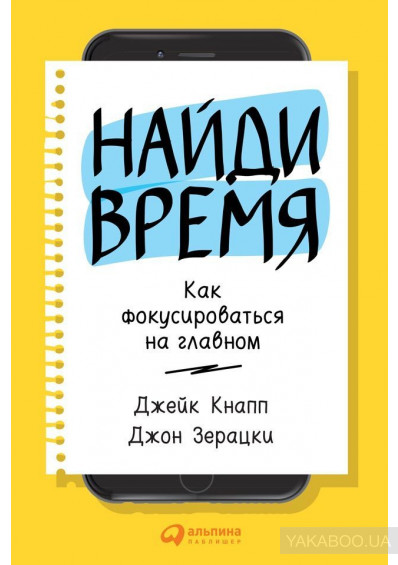 НАЙДИ
ВРЕМЯ
Как
фокусироваться
на главном
Джейк Кнапп
Джон Зерацки
альпина
ПАБЛИШЕР
YAKABOO.UA